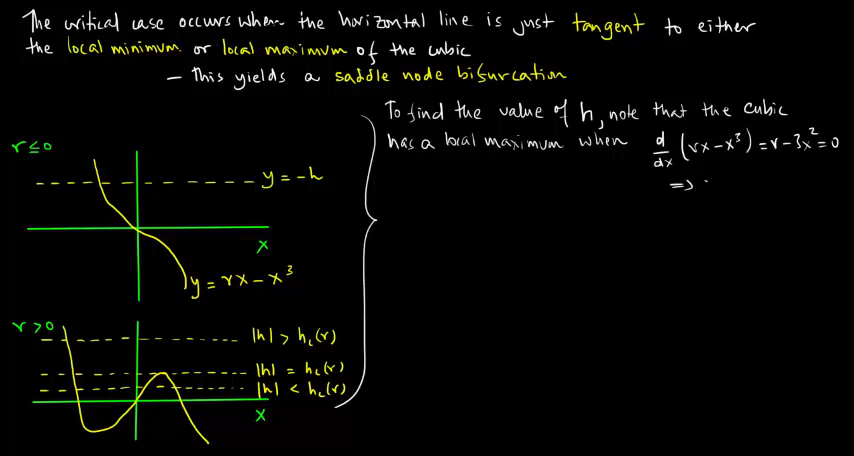 The critical case occurs when the horizontal line is just tangent to either
the local minimum or local maximum of the cubic
– This yields a saddle node bifurcation
To find the value of h, note that the cubic
has a local maximum when d/dx (rx – x³) = r – 3x² = 0
⇒
r ≤ 0
y = –h
x
y = rx – x³
r > 0
|h| > h_c(r)
|h| = h_c(r)
|h| < h_c(r)
x